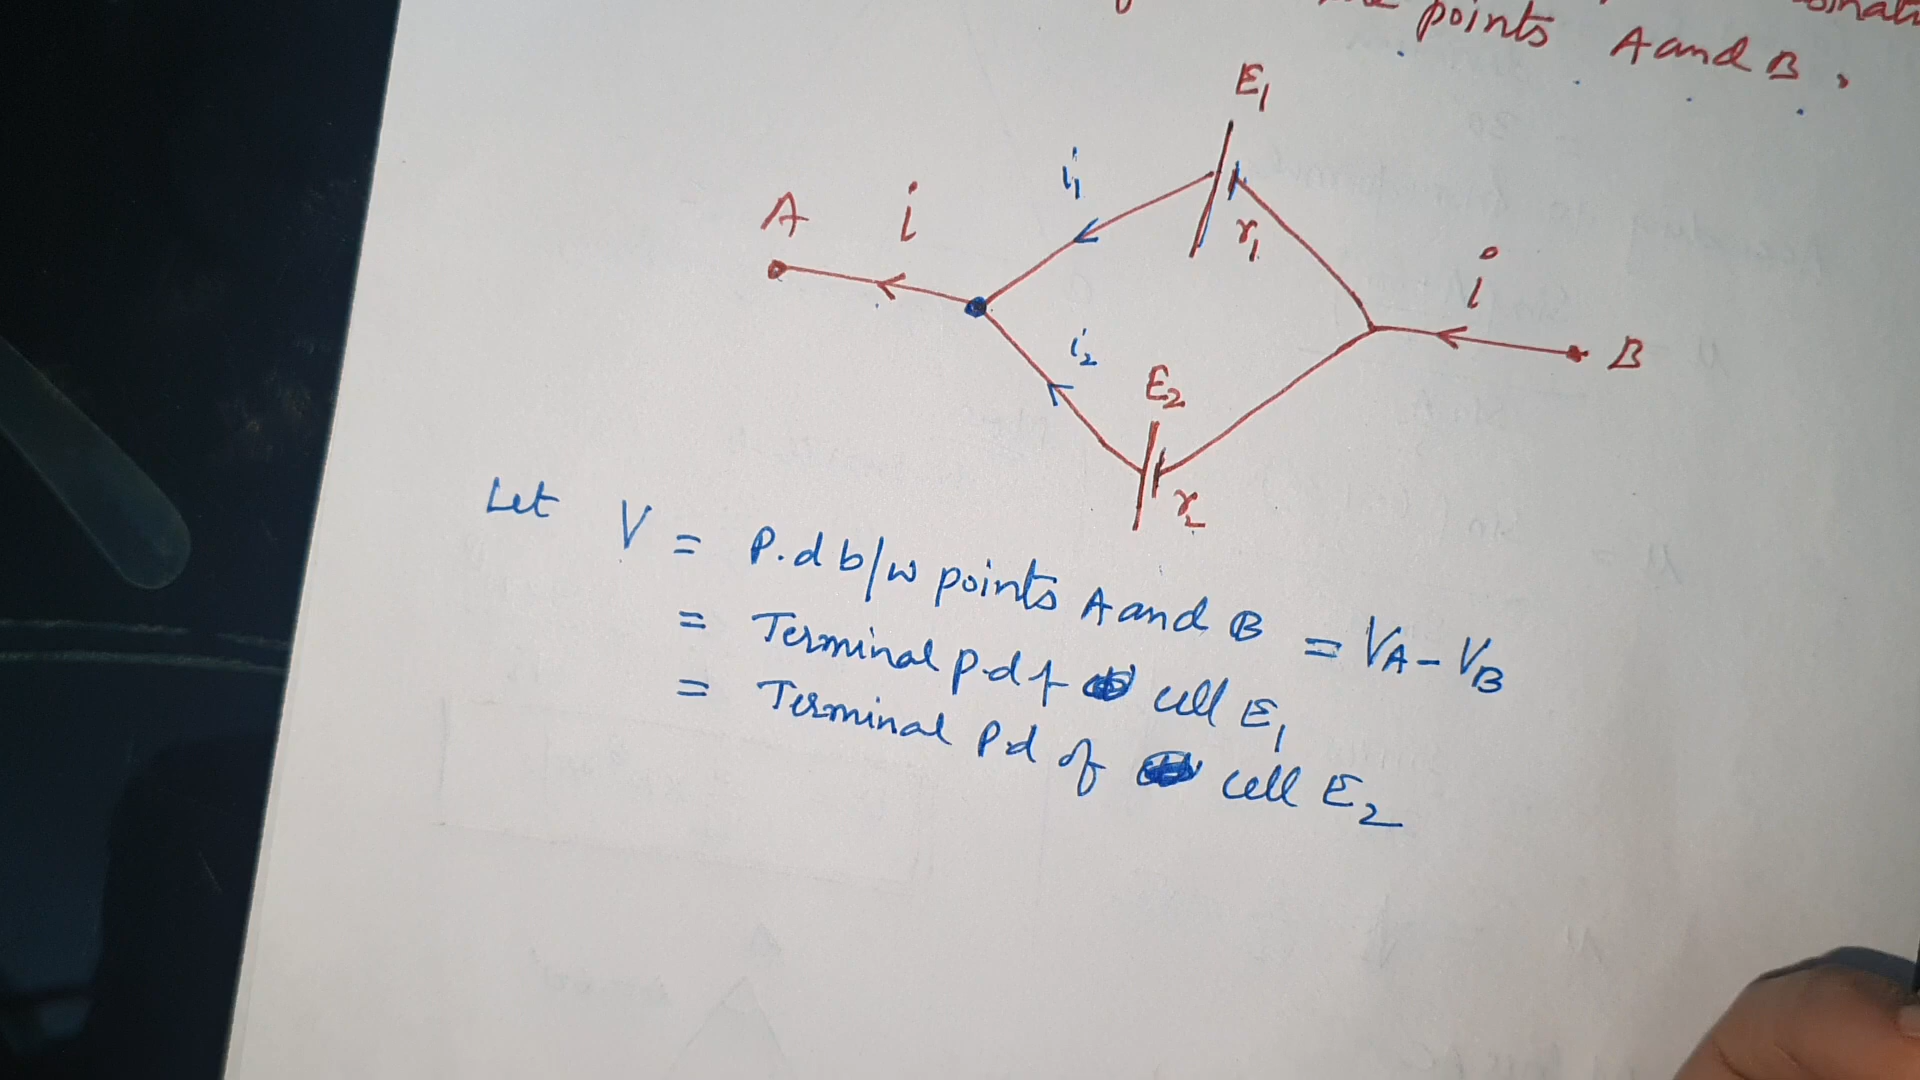 points A and B,
E1
i1
A i
r1
i
B
i2
E2
r2
Let V = P.d b/w points A and B = VA - VB
= Terminal p.d of cell E1
= Terminal Pd of cell E2